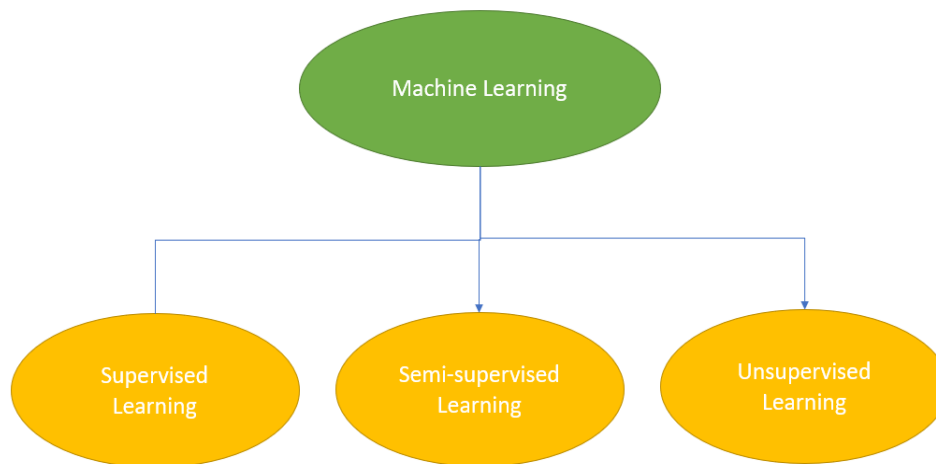 Machine Learning
Supervised
Learning
Semi-supervised
Learning
Unsupervised
Learning